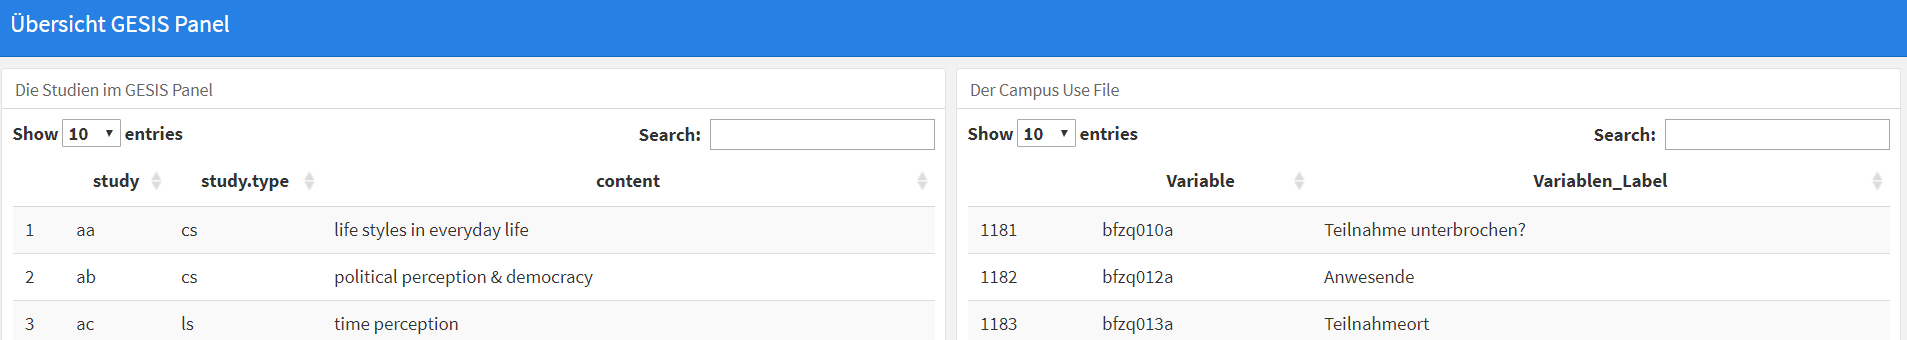 Übersicht GESIS Panel
Die Studien im GESIS Panel
Show 10 entries
Search:
study study.type content
1 aa cs life styles in everyday life
2 ab cs political perception & democracy
3 ac ls time perception
Der Campus Use File
Show 10 entries
Search:
Variable Variablen_Label
1181 bfzq010a Teilnahme unterbrochen?
1182 bfzq012a Anwesende
1183 bfzq013a Teilnahmeort